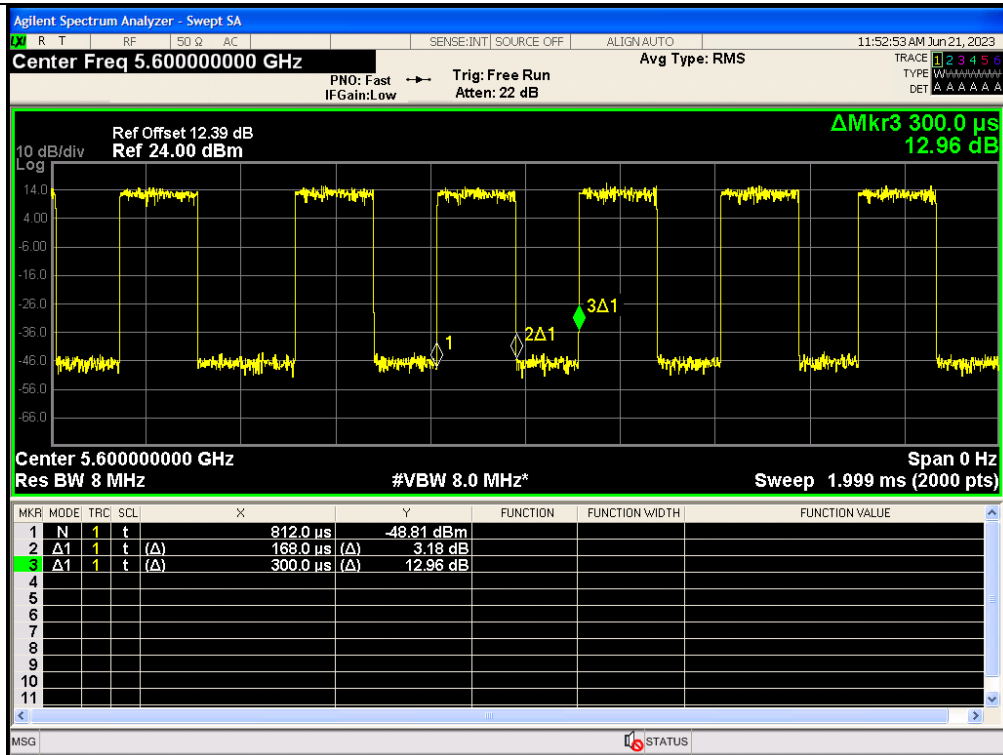 Agilent Spectrum Analyzer - Swept SA
LXI R T RF 50 Ω AC SENSE:INT SOURCE OFF ALIGN AUTO 11:52:53 AM Jun 21, 2023
Center Freq 5.600000000 GHz Avg Type: RMS TRACE 1 2 3 4 5 6
PNO: Fast Trig: Free Run TYPE WWWWWW
IFGain:Low Atten: 22 dB DET A A A A A A
ΔMkr3 300.0 µs
12.96 dB
Ref Offset 12.39 dB
10 dB/div Ref 24.00 dBm
Log
14.0
4.00
-6.00
-16.0
-26.0
-36.0
-46.0
-56.0
-66.0
1
2Δ1
3Δ1
Center 5.600000000 GHz Span 0 Hz
Res BW 8 MHz #VBW 8.0 MHz* Sweep 1.999 ms (2000 pts)
MKR MODE TRC SCL X Y FUNCTION FUNCTION WIDTH FUNCTION VALUE
1 N 1 t 812.0 µs -48.81 dBm
2 Δ1 1 t (Δ) 168.0 µs (Δ) 3.18 dB
3 Δ1 1 t (Δ) 300.0 µs (Δ) 12.96 dB
4
5
6
7
8
9
10
11
MSG STATUS